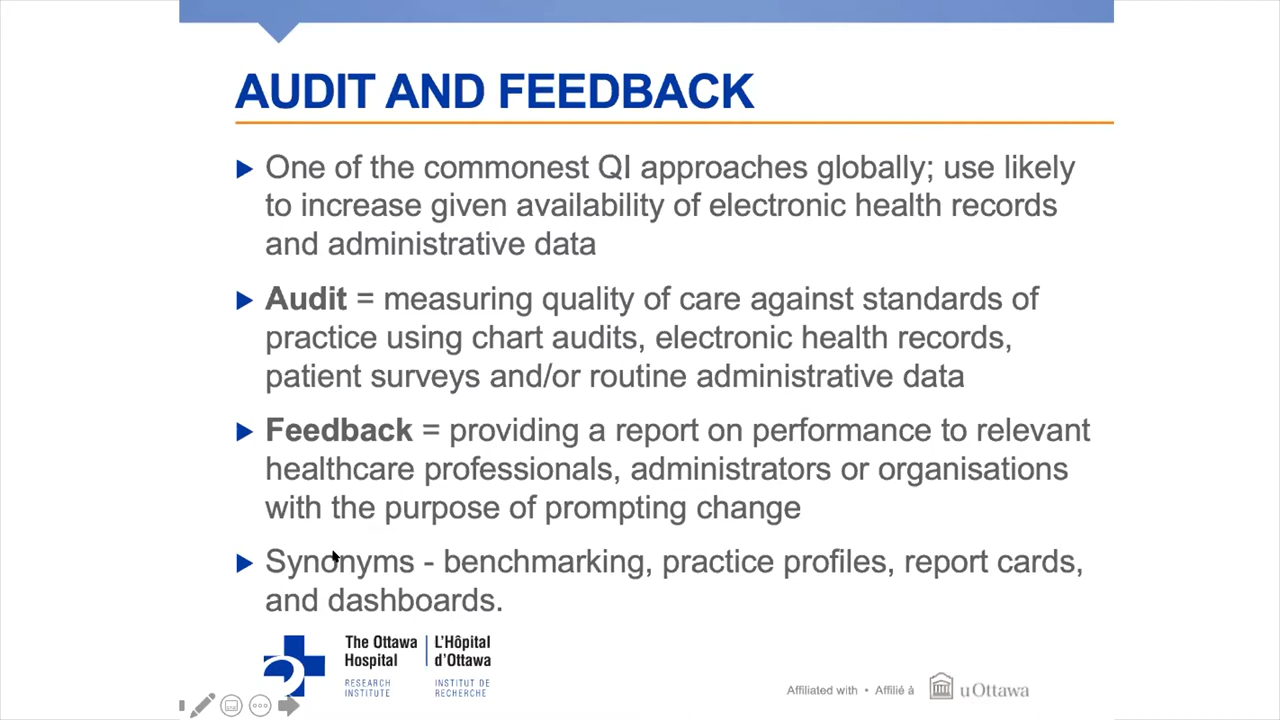 AUDIT AND FEEDBACK
One of the commonest QI approaches globally; use likely
to increase given availability of electronic health records
and administrative data
Audit = measuring quality of care against standards of
practice using chart audits, electronic health records,
patient surveys and/or routine administrative data
Feedback = providing a report on performance to relevant
healthcare professionals, administrators or organisations
with the purpose of prompting change
Synonyms - benchmarking, practice profiles, report cards,
and dashboards.
The Ottawa
Hospital
RESEARCH
INSTITUTE
L'Hôpital
d'Ottawa
INSTITUT DE
RECHERCHE
Affiliated with • Affilié à
uOttawa